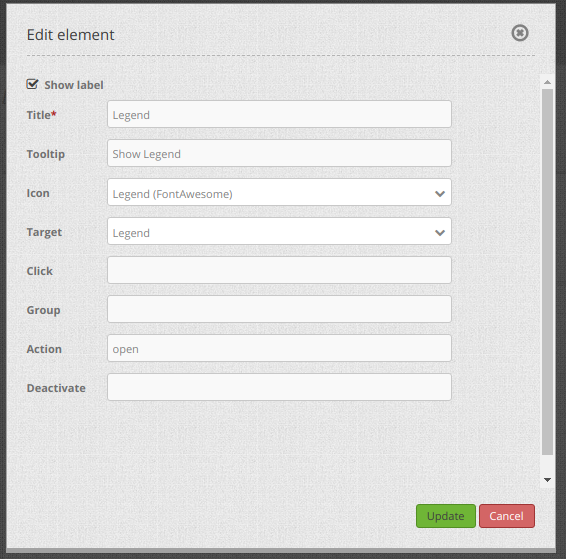 Edit element
Show label
Title* Legend
Tooltip Show Legend
Icon Legend (FontAwesome)
Target Legend
Click
Group
Action open
Deactivate
Update Cancel